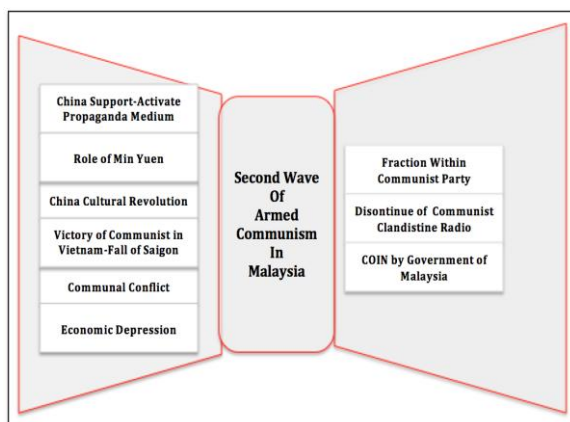 China Support-Activate
Propaganda Medium
Role of Min Yuen
China Cultural Revolution
Victory of Communist in
Vietnam-Fall of Saigon
Communal Conflict
Economic Depression
Second Wave
Of
Armed
Communism
In
Malaysia
Fraction Within
Communist Party
Disontinue of Communist
Clandistine Radio
COIN by Government of
Malaysia